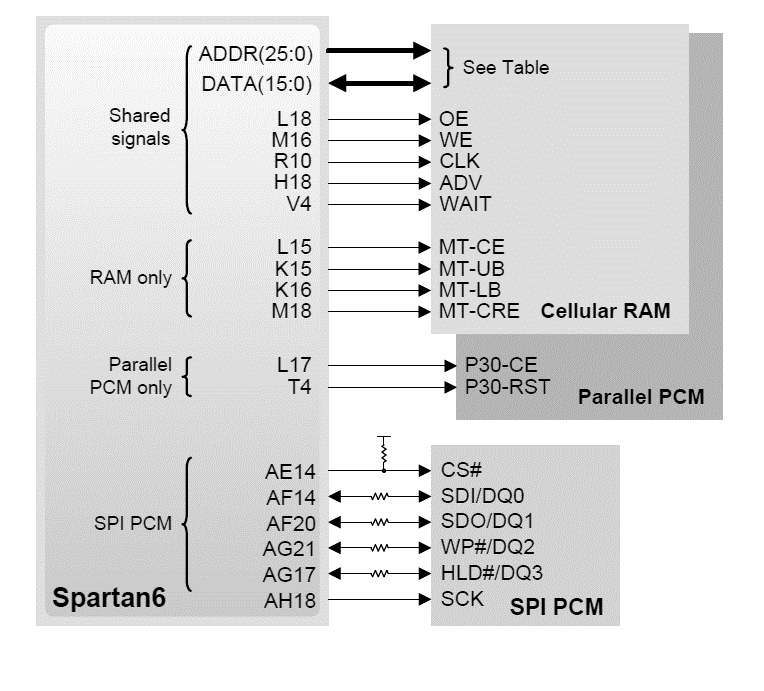 ADDR(25:0)
DATA(15:0)
See Table
Shared
signals
L18 OE
M16 WE
R10 CLK
H18 ADV
V4 WAIT
RAM only
L15 MT-CE
K15 MT-UB
K16 MT-LB
M18 MT-CRE
Cellular RAM
Parallel
PCM only
L17 P30-CE
T4 P30-RST
Parallel PCM
SPI PCM
AE14 CS#
AF14 SDI/DQ0
AF20 SDO/DQ1
AG21 WP#/DQ2
AG17 HLD#/DQ3
AH18 SCK
Spartan6
SPI PCM